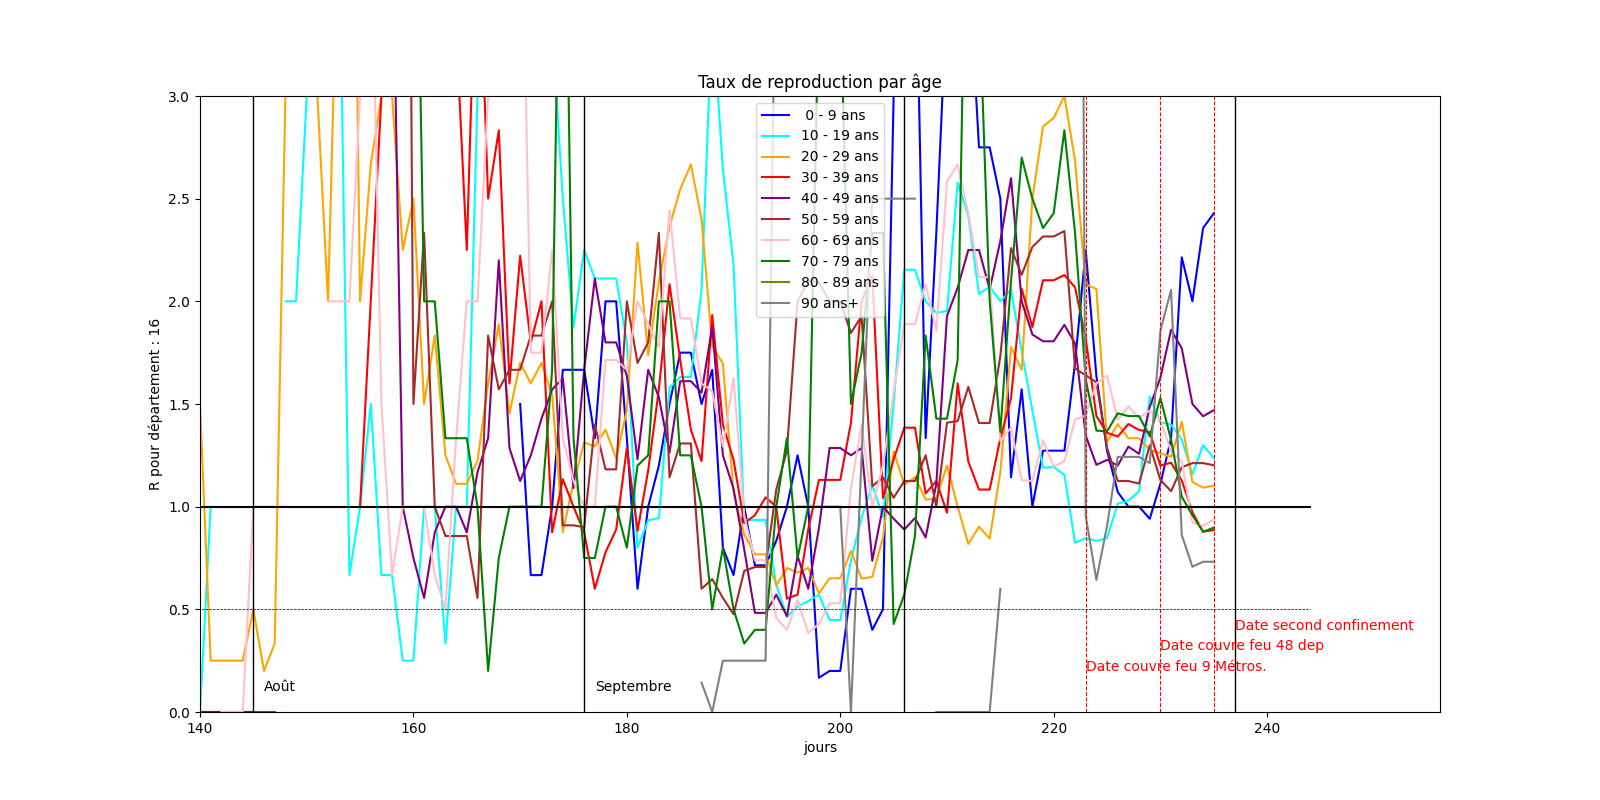 Taux de reproduction par âge
R pour département : 16
3.0
2.5
2.0
1.5
1.0
0.5
0.0
0 - 9 ans
10 - 19 ans
20 - 29 ans
30 - 39 ans
40 - 49 ans
50 - 59 ans
60 - 69 ans
70 - 79 ans
80 - 89 ans
90 ans+
Date second confinement
Date couvre feu 48 dep
Date couvre feu 9 Métros.
Août
Septembre
140
160
180
200
220
240
jours